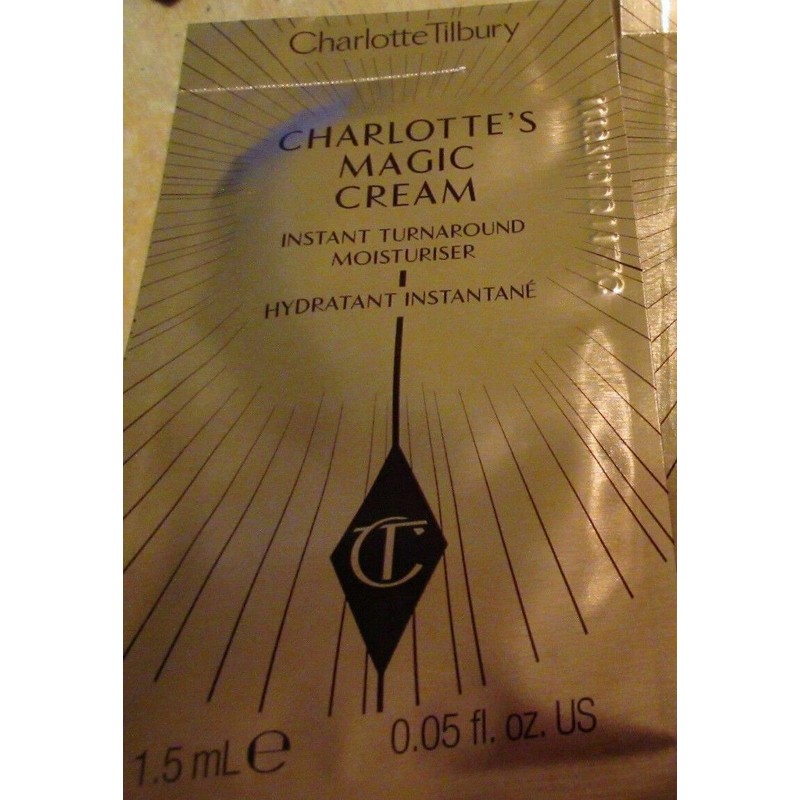 CharlotteTilbury
CHARLOTTE'S
MAGIC
CREAM
INSTANT TURNAROUND
MOISTURISER
HYDRATANT INSTANTANÉ
CT
1.5 mL e
0.05 fl. oz. US